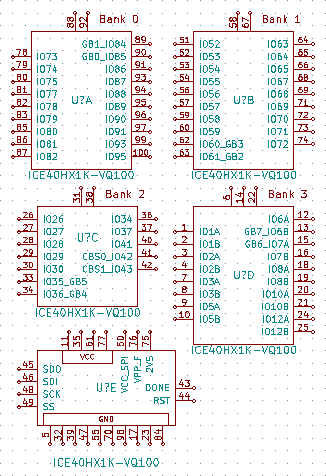 88 92 Bank 0
GB1_IO84 89
78 IO73 GB0_IO85 90
79 IO74 IO86 91
80 IO75 IO87 93
81 IO77 IO88 94
82 IO78 U?A IO89 95
83 IO79 IO90 96
85 IO80 IO91 97
86 IO81 IO93 99
87 IO82 IO95 100
ICE40HX1K-VQ100
58 67 Bank 1
51 IO52 IO63 64
52 IO53 IO64 65
53 IO54 IO65 66
54 IO55 IO66 68
56 IO56 U?B IO67 69
57 IO57 IO68 71
59 IO58 IO69 72
60 IO59 IO70 73
62 IO60_GB3 IO72 74
63 IO61_GB2
ICE40HX1K-VQ100
31 38 Bank 2
26 IO26 IO34 36
27 IO27 IO37 37
28 IO28 U?C IO41 40
29 IO29 CBS0_IO42 41
30 IO30 CBS1_IO43 42
33 IO35_GB5
34 IO36_GB4
ICE40HX1K-VQ100
6 14 22 Bank 3
IO6A 12
1 IO1A GB7_IO6B 13
2 IO1B GB6_IO7A 15
3 IO2A IO7B 16
4 IO2B IO8A 18
7 IO3A U?D IO8B 19
8 IO3B IO10A 20
9 IO5A IO10B 21
10 IO5B IO12A 24
IO12B 25
ICE40HX1K-VQ100
11 35 61 77 50 76 75
VCC VCC_SPI VPP_F 2V5
45 SDO
46 SDI U?E DONE 43
48 SCK RST 44
49 SS
GND
5 32 39 47 55 70 98 17 23 84
ICE40HX1K-VQ100